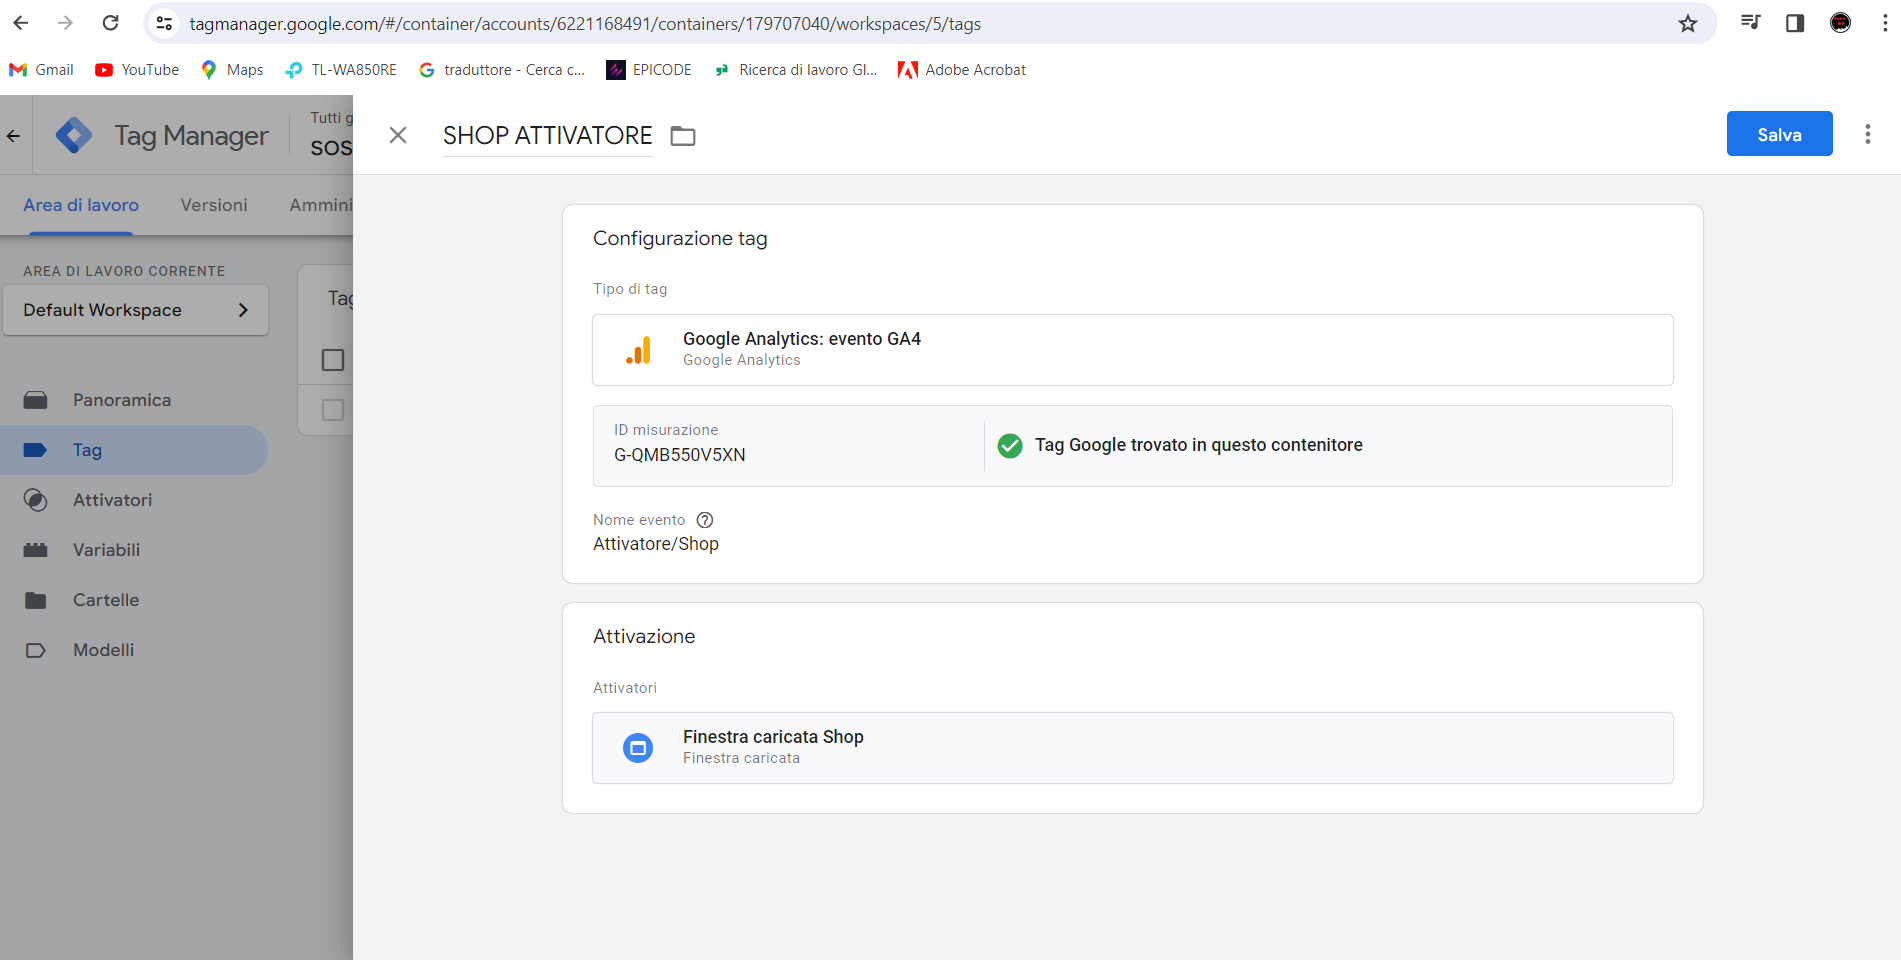 tagmanager.google.com/#/container/accounts/6221168491/containers/179707040/workspaces/5/tags
Gmail YouTube Maps TL-WA850RE traduttore - Cerca c... EPICODE Ricerca di lavoro Gl... Adobe Acrobat
Tag Manager
Tutti g
SOS
SHOP ATTIVATORE
Salva
Area di lavoro Versioni Ammini
AREA DI LAVORO CORRENTE
Default Workspace
Tag
Panoramica
Tag
Attivatori
Variabili
Cartelle
Modelli
Configurazione tag
Tipo di tag
Google Analytics: evento GA4
Google Analytics
ID misurazione
G-QMB550V5XN
Tag Google trovato in questo contenitore
Nome evento
Attivatore/Shop
Attivazione
Attivatori
Finestra caricata Shop
Finestra caricata